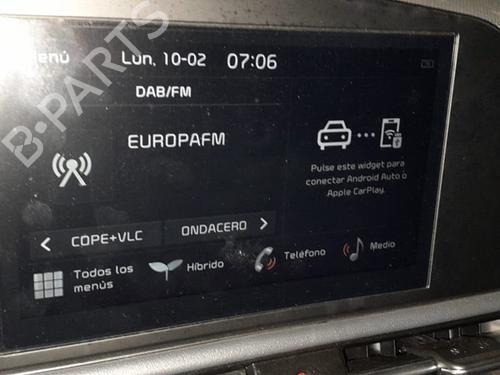 Menú
Lun, 10-02
07:06
DAB/FM
EUROPAFM
COPE+VLC
ONDACERO
Pulse este widget para
conectar Android Auto o
Apple CarPlay.
Todos los
menús
Híbrido
Teléfono
Medio
B-PARTS